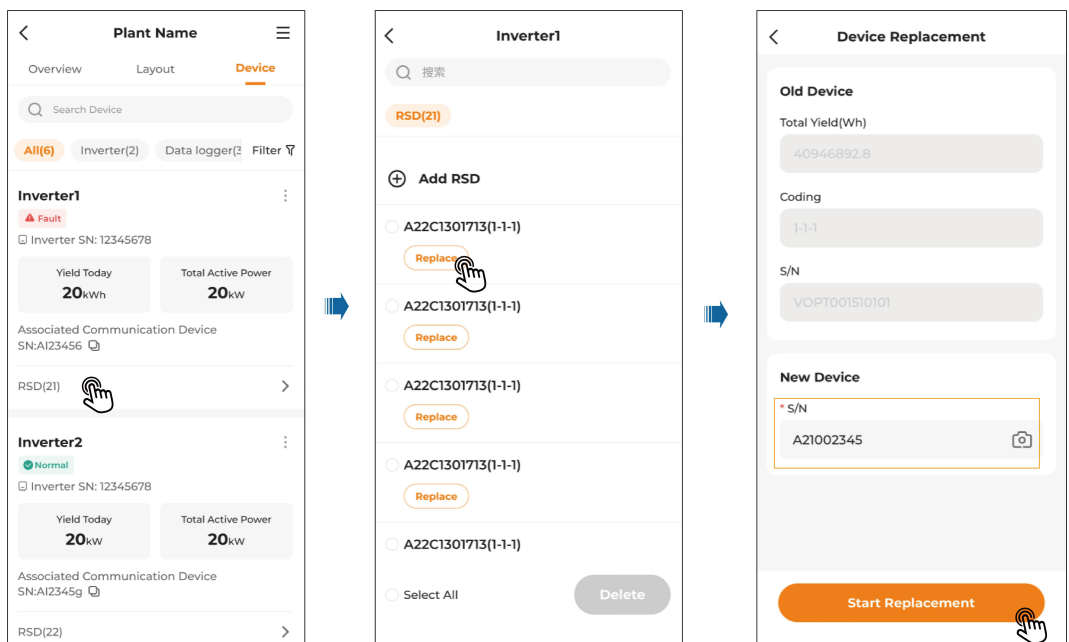 Plant Name
Overview Layout Device
Search Device
All(6) Inverter(2) Data logger(3 Filter
Inverter1
Fault
Inverter SN: 12345678
Yield Today Total Active Power
20kWh 20kW
Associated Communication Device
SN:AI23456
RSD(21)
Inverter2
Normal
Inverter SN: 12345678
Yield Today Total Active Power
20kW 20kW
Associated Communication Device
SN:AI2345g
RSD(22)
Inverter1
搜索
RSD(21)
Add RSD
A22C1301713(1-1-1)
Replace
A22C1301713(1-1-1)
Replace
A22C1301713(1-1-1)
Replace
A22C1301713(1-1-1)
Replace
A22C1301713(1-1-1)
Select All Delete
Device Replacement
Old Device
Total Yield(Wh)
40946892.8
Coding
1-1-1
S/N
VOPT001510101
New Device
* S/N
A21002345
Start Replacement